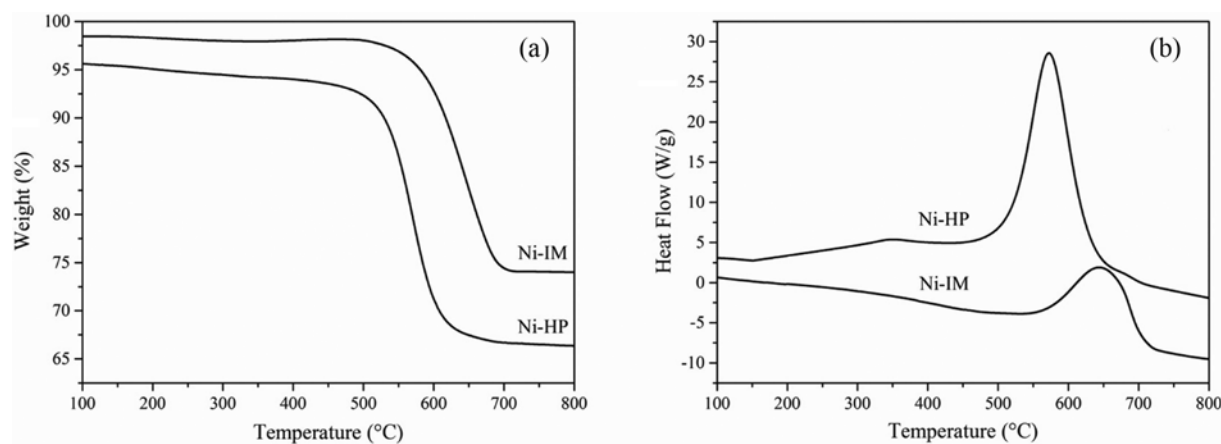 (a)
100
95
90
85
80
75
70
65
Weight (%)
Ni-IM
Ni-HP
100 200 300 400 500 600 700 800
Temperature (°C)
(b)
30
25
20
15
10
5
0
-5
-10
Heat Flow (W/g)
Ni-HP
Ni-IM
100 200 300 400 500 600 700 800
Temperature (°C)